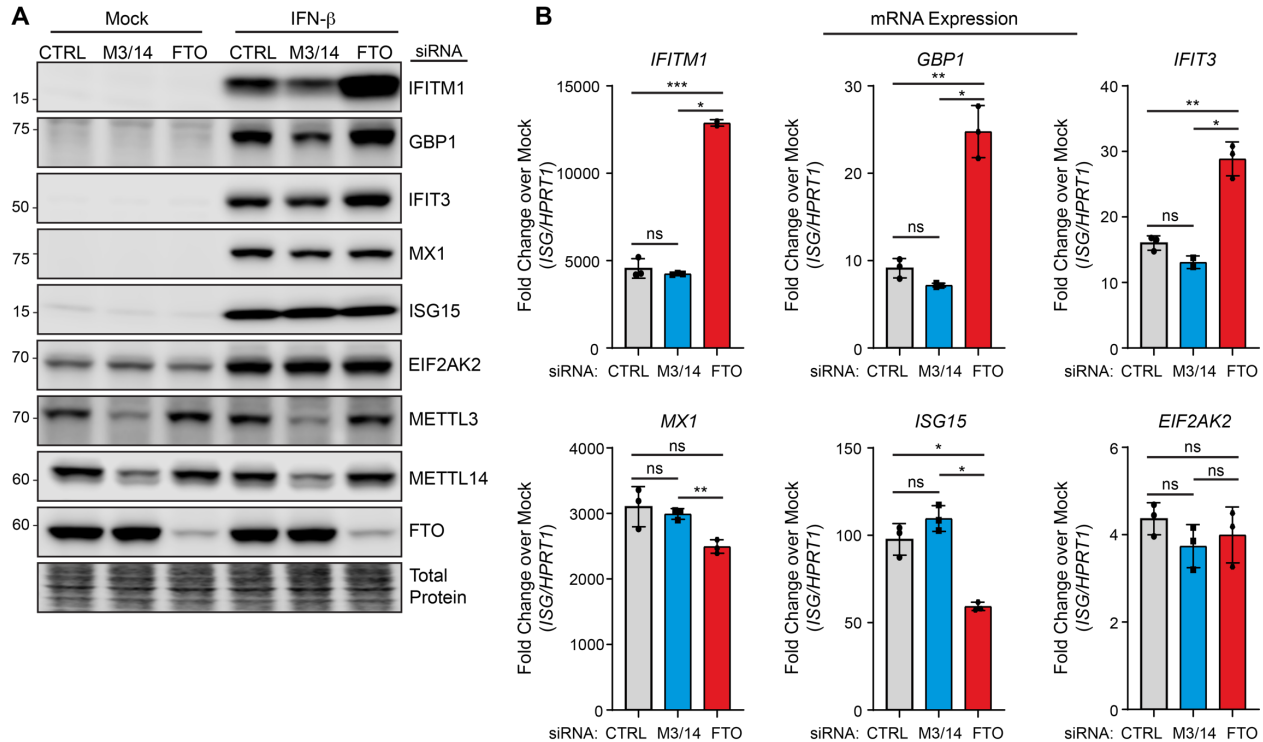 A
Mock
IFN-β
CTRL M3/14 FTO CTRL M3/14 FTO siRNA
15
IFITM1
75
GBP1
50
IFIT3
75
MX1
15
ISG15
70
EIF2AK2
70
METTL3
60
METTL14
60
FTO
Total
Protein
B
mRNA Expression
IFITM1
Fold Change over Mock
(ISG/HPRT1)
15000
10000
5000
0
***
*
ns
siRNA: CTRL M3/14 FTO
GBP1
Fold Change over Mock
(ISG/HPRT1)
30
20
10
0
**
*
ns
siRNA: CTRL M3/14 FTO
IFIT3
Fold Change over Mock
(ISG/HPRT1)
40
30
20
10
0
**
*
ns
siRNA: CTRL M3/14 FTO
MX1
Fold Change over Mock
(ISG/HPRT1)
4000
3000
2000
1000
0
ns
ns
**
siRNA: CTRL M3/14 FTO
ISG15
Fold Change over Mock
(ISG/HPRT1)
150
100
50
0
*
*
ns
siRNA: CTRL M3/14 FTO
EIF2AK2
Fold Change over Mock
(ISG/HPRT1)
6
4
2
0
ns
ns
ns
siRNA: CTRL M3/14 FTO